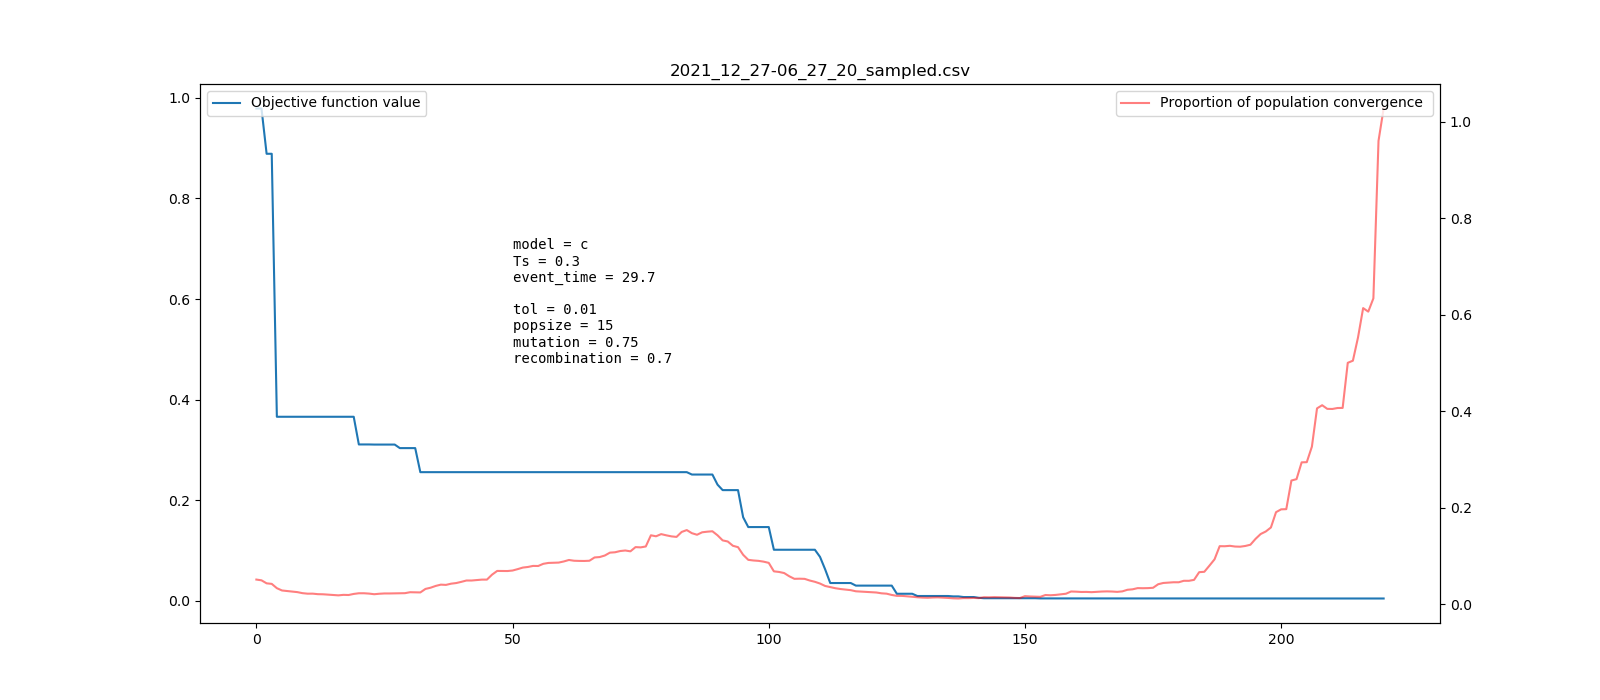 2021_12_27-06_27_20_sampled.csv
Objective function value
Proportion of population convergence
1.0
0.8
0.6
0.4
0.2
0.0
model = c
Ts = 0.3
event_time = 29.7
tol = 0.01
popsize = 15
mutation = 0.75
recombination = 0.7
1.0
0.8
0.6
0.4
0.2
0.0
0
50
100
150
200